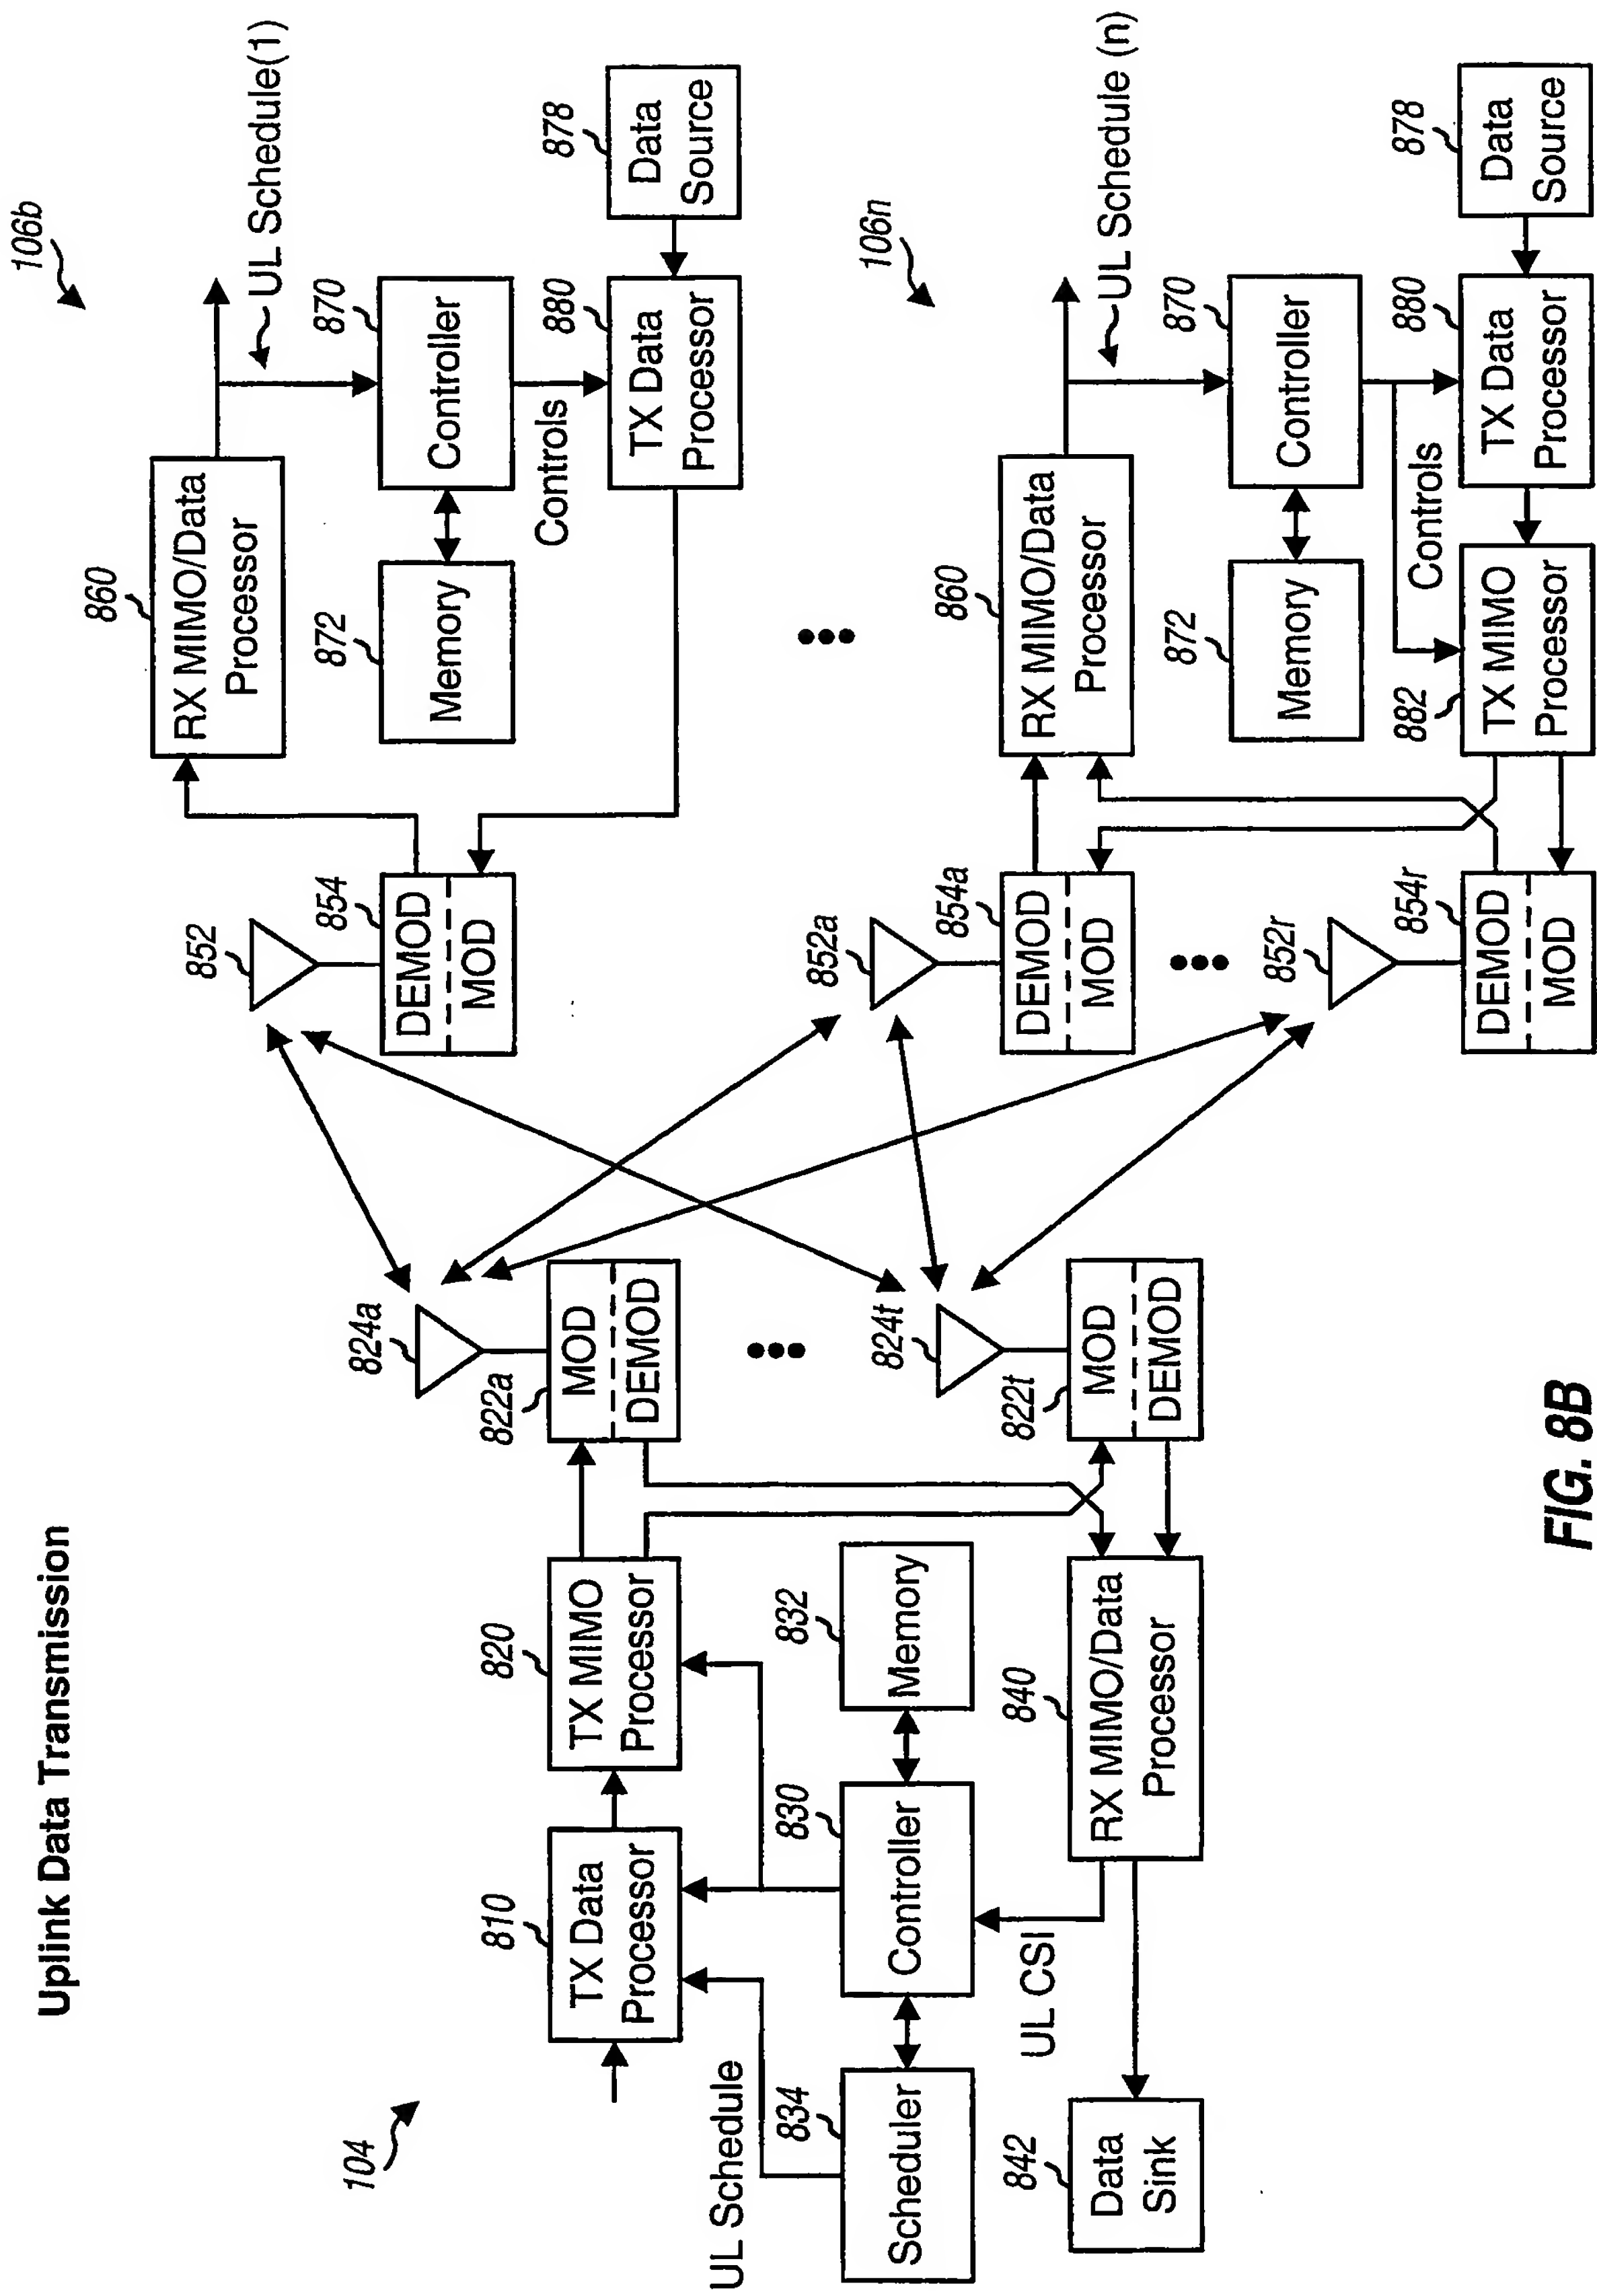 Uplink Data Transmission
104
810
TX Data
Processor
820
TX MIMO
Processor
UL Schedule
834
Scheduler
830
Controller
832
Memory
UL CSI
842
Data
Sink
840
RX MIMO/Data
Processor
824a
822a
MOD
DEMOD
824t
822t
MOD
DEMOD
106b
852
854
DEMOD
MOD
860
RX MIMO/Data
Processor
UL Schedule(1)
872
Memory
870
Controller
Controls
880
TX Data
Processor
878
Data
Source
106n
852a
854a
DEMOD
MOD
852r
854r
DEMOD
MOD
860
RX MIMO/Data
Processor
UL Schedule (n)
872
Memory
870
Controller
Controls
882
TX MIMO
Processor
880
TX Data
Processor
878
Data
Source
FIG. 8B